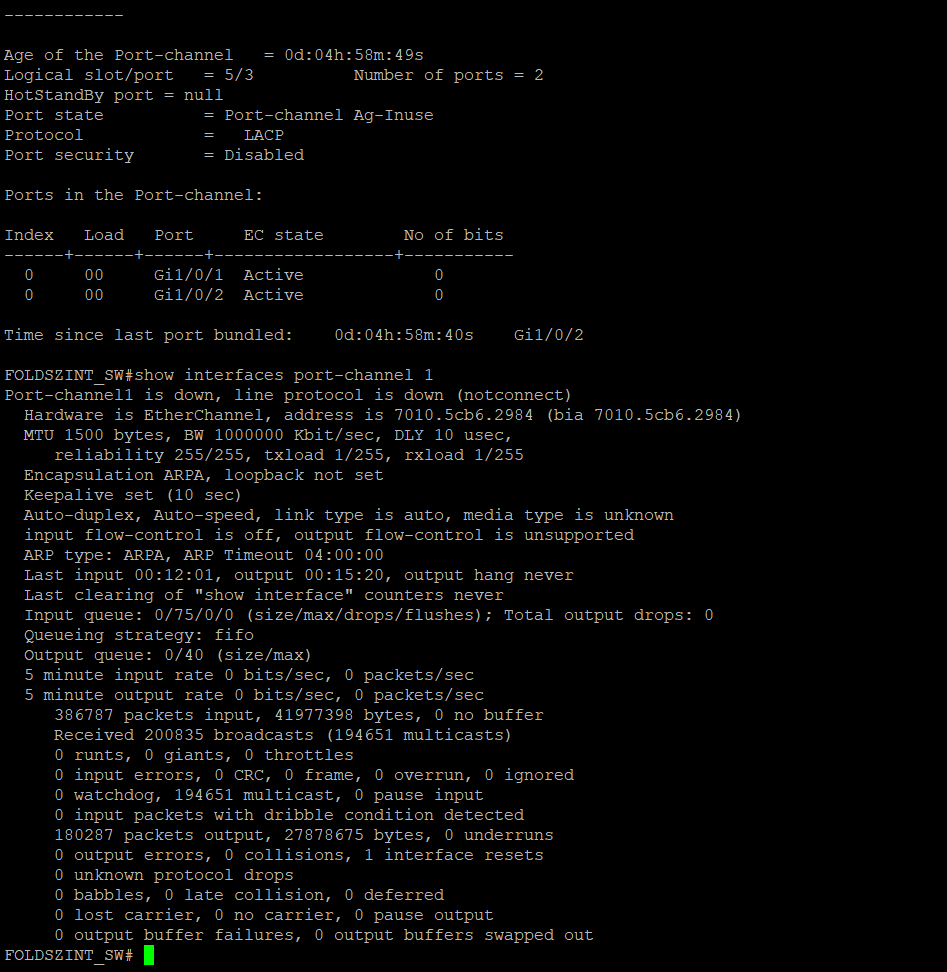 ------------
Age of the Port-channel   = 0d:04h:58m:49s
Logical slot/port   = 5/3          Number of ports = 2
HotStandBy port = null
Port state          = Port-channel Ag-Inuse
Protocol            =   LACP
Port security       = Disabled
Ports in the Port-channel:
Index   Load   Port     EC state        No of bits
------+------+------+------------------+-----------
  0     00     Gi1/0/1  Active             0
  0     00     Gi1/0/2  Active             0
Time since last port bundled:    0d:04h:58m:40s    Gi1/0/2
FOLDSZINT_SW#show interfaces port-channel 1
Port-channel1 is down, line protocol is down (notconnect)
  Hardware is EtherChannel, address is 7010.5cb6.2984 (bia 7010.5cb6.2984)
  MTU 1500 bytes, BW 1000000 Kbit/sec, DLY 10 usec,
     reliability 255/255, txload 1/255, rxload 1/255
  Encapsulation ARPA, loopback not set
  Keepalive set (10 sec)
  Auto-duplex, Auto-speed, link type is auto, media type is unknown
  input flow-control is off, output flow-control is unsupported
  ARP type: ARPA, ARP Timeout 04:00:00
  Last input 00:12:01, output 00:15:20, output hang never
  Last clearing of "show interface" counters never
  Input queue: 0/75/0/0 (size/max/drops/flushes); Total output drops: 0
  Queueing strategy: fifo
  Output queue: 0/40 (size/max)
  5 minute input rate 0 bits/sec, 0 packets/sec
  5 minute output rate 0 bits/sec, 0 packets/sec
     386787 packets input, 41977398 bytes, 0 no buffer
     Received 200835 broadcasts (194651 multicasts)
     0 runts, 0 giants, 0 throttles
     0 input errors, 0 CRC, 0 frame, 0 overrun, 0 ignored
     0 watchdog, 194651 multicast, 0 pause input
     0 input packets with dribble condition detected
     180287 packets output, 27878675 bytes, 0 underruns
     0 output errors, 0 collisions, 1 interface resets
     0 unknown protocol drops
     0 babbles, 0 late collision, 0 deferred
     0 lost carrier, 0 no carrier, 0 pause output
     0 output buffer failures, 0 output buffers swapped out
FOLDSZINT_SW#